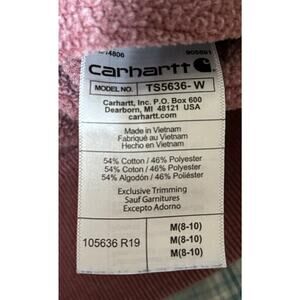 905591
carhartt
MODEL NO. TS5636-W
Carhartt, Inc. P.O. Box 600
Dearborn, MI 48121 USA
carhartt.com
Made in Vietnam
Fabriqué au Vietnam
Hecho en Vietnam
54% Cotton / 46% Polyester
54% Coton / 46% Polyester
54% Algodón / 46% Poliéster
Exclusive Trimming
Sauf Garnitures
Excepto Adorno
105636 R19
M(8-10)
M(8-10)
M(8-10)